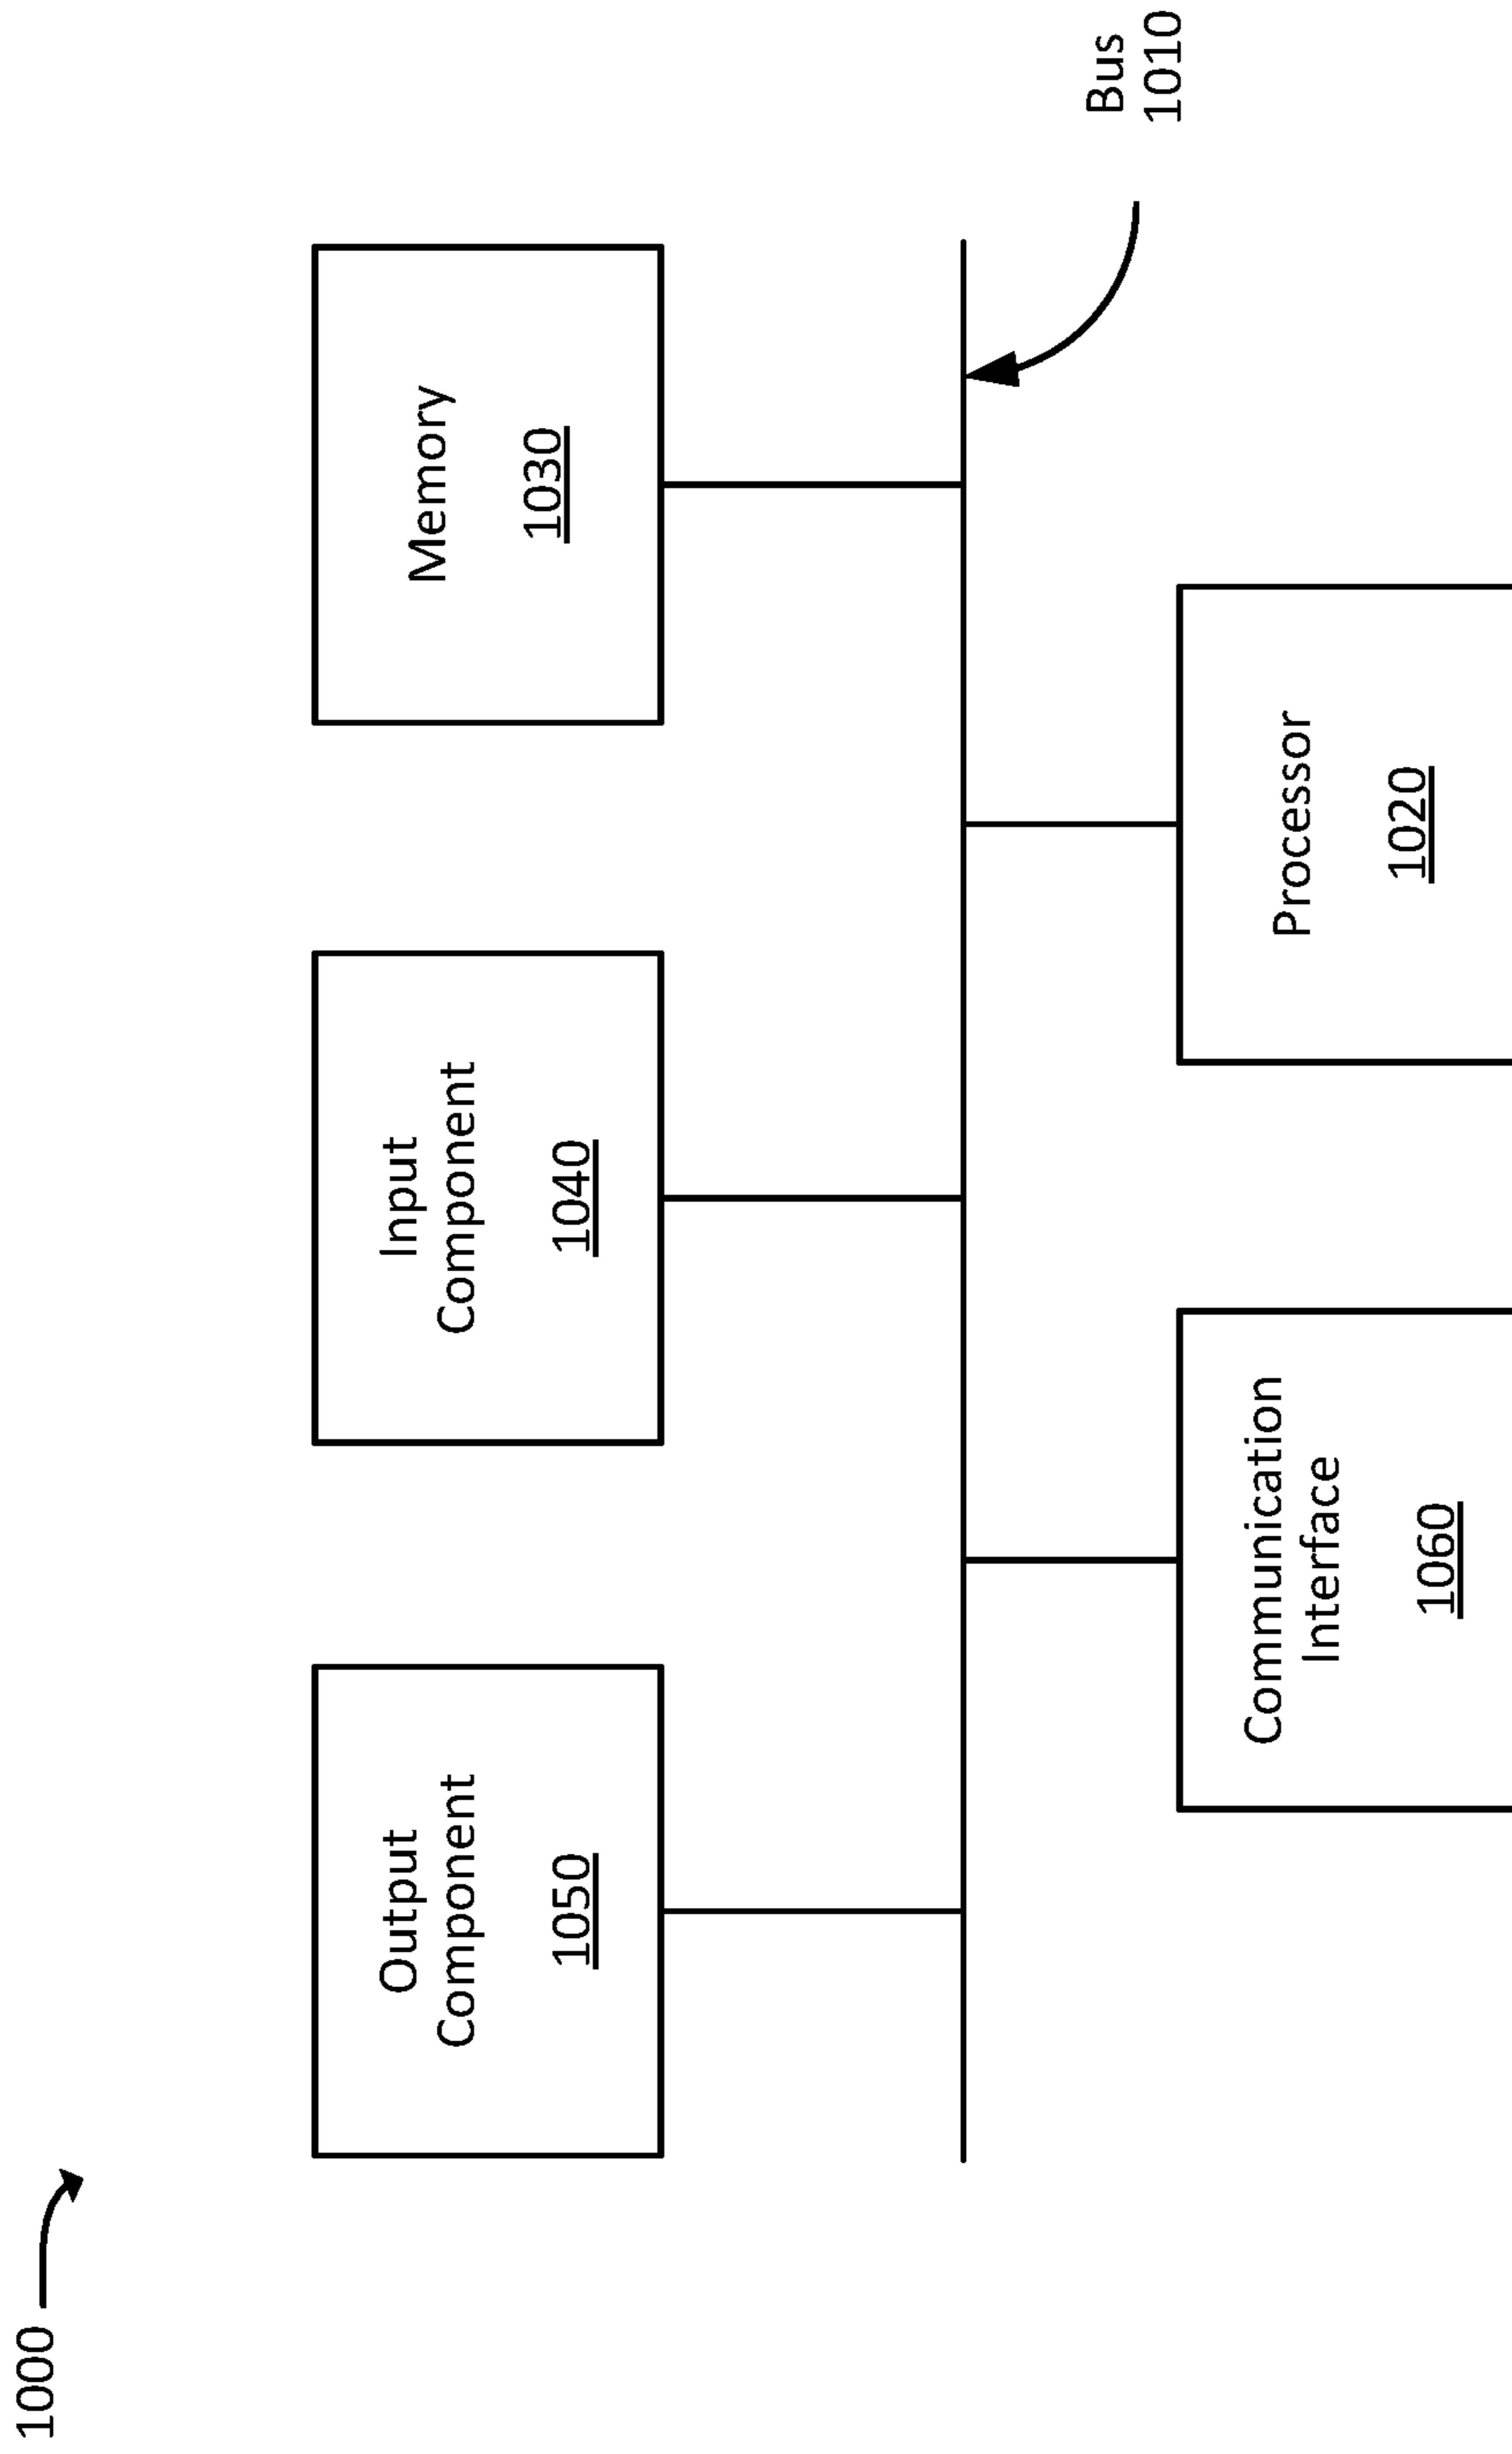 1000
Output
Component
1050
Input
Component
1040
Memory
1030
Communication
Interface
1060
Processor
1020
Bus
1010